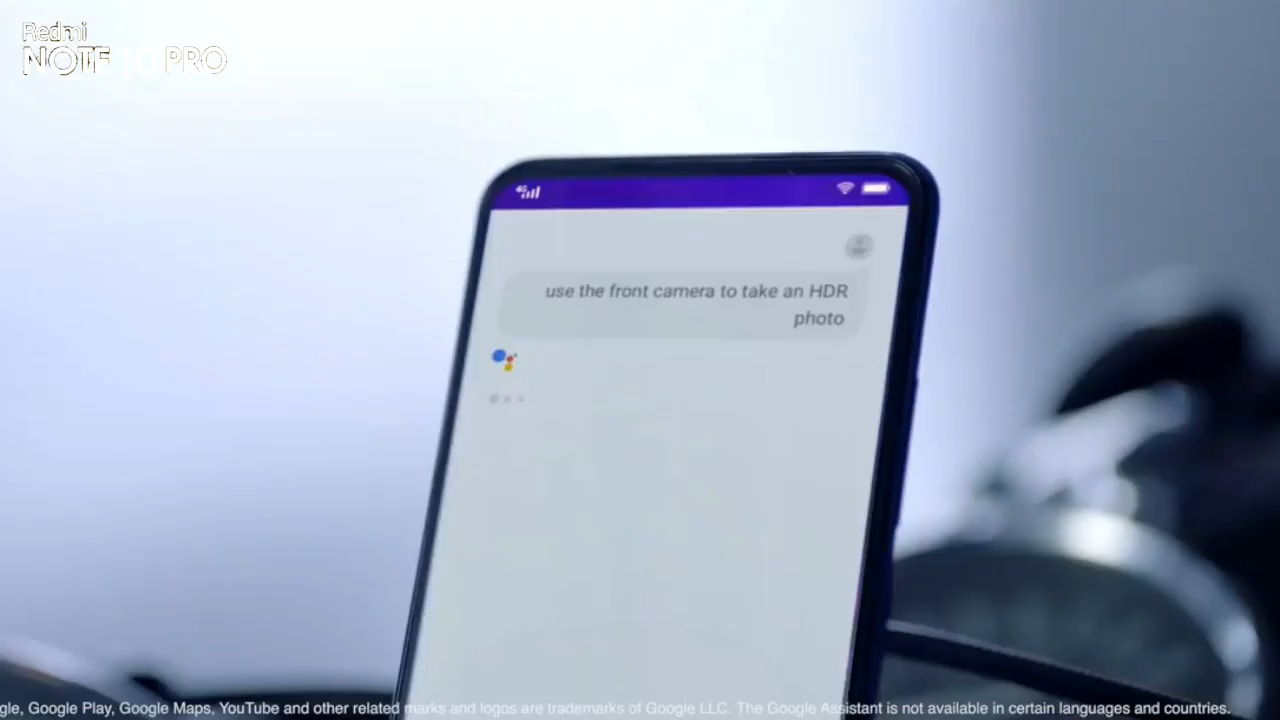 Redmi
NOTE 10 PRO
4G
use the front camera to take an HDR
photo
gle, Google Play, Google Maps, YouTube and other related marks and logos are trademarks of Google LLC. The Google Assistant is not available in certain languages and countries.